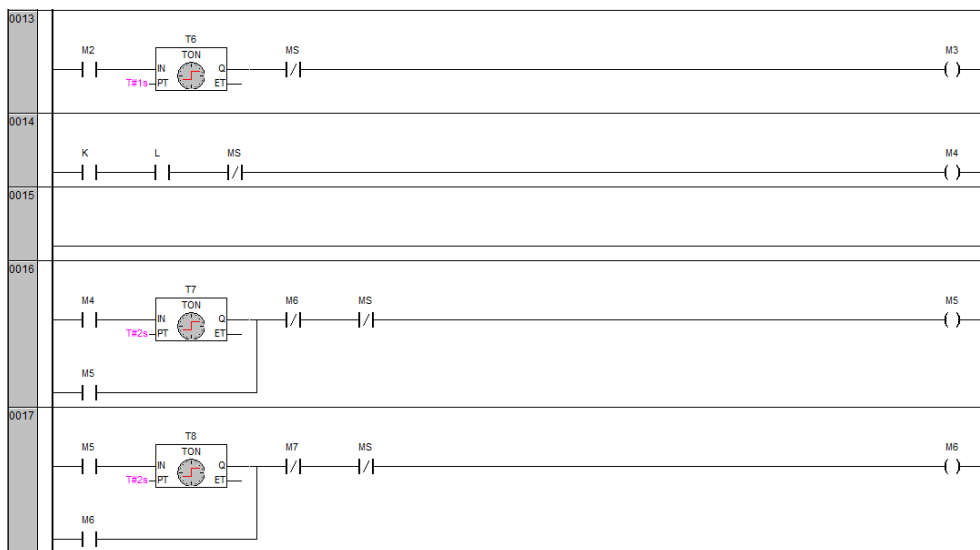 0013
M2 T6 MS M3
TON
IN Q
T#1s PT ET
0014
K L MS M4
0015
0016
M4 T7 M6 MS M5
TON
IN Q
T#2s PT ET
M5
0017
M5 T8 M7 MS M6
TON
IN Q
T#2s PT ET
M6